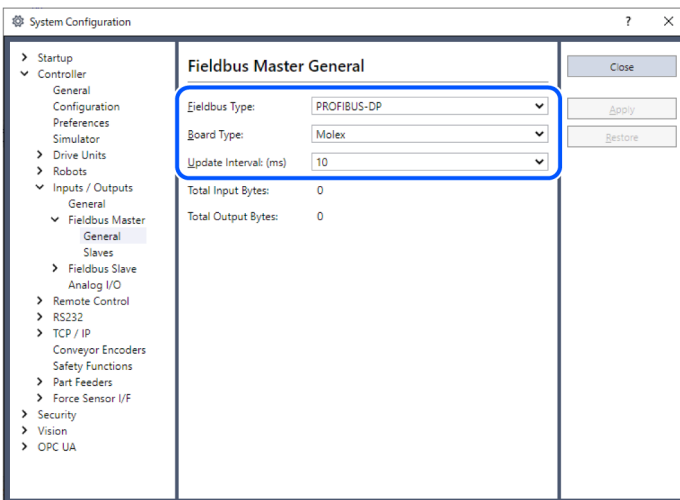 System Configuration
?
Startup
Controller
General
Configuration
Preferences
Simulator
Drive Units
Robots
Inputs / Outputs
General
Fieldbus Master
General
Slaves
Fieldbus Slave
Analog I/O
Remote Control
RS232
TCP / IP
Conveyor Encoders
Safety Functions
Part Feeders
Force Sensor I/F
Security
Vision
OPC UA
Fieldbus Master General
Fieldbus Type: PROFIBUS-DP
Board Type: Molex
Update Interval: (ms) 10
Total Input Bytes: 0
Total Output Bytes: 0
Close
Apply
Restore